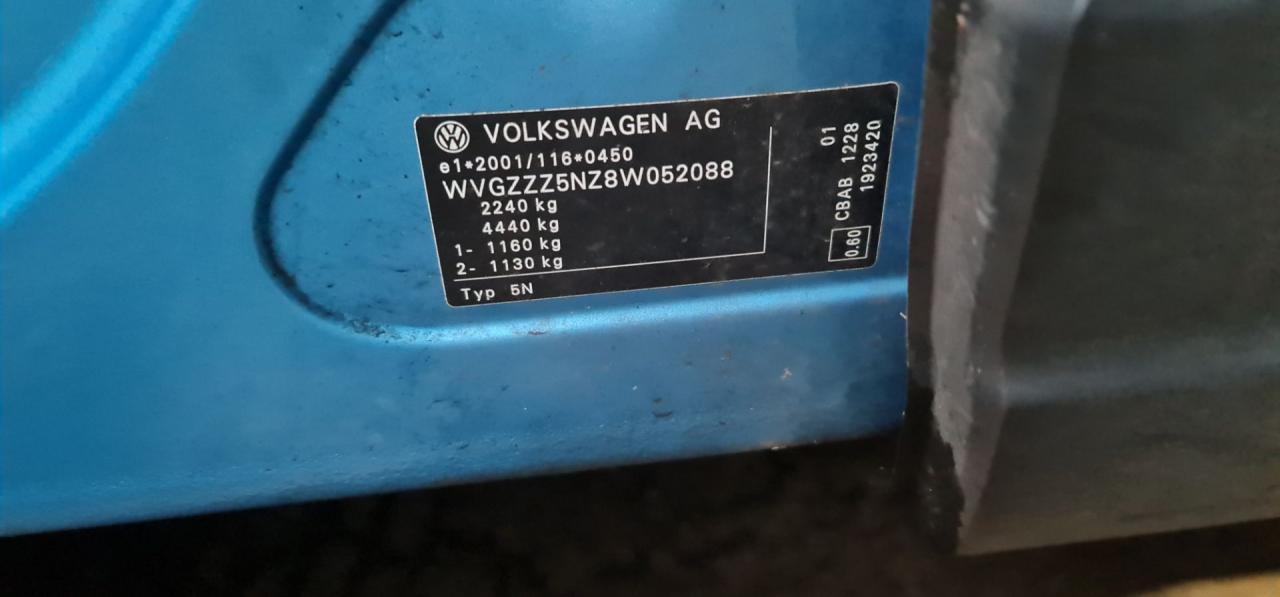 VOLKSWAGEN AG
e1*2001/116*0450
WVGZZZ5NZ8W052088
2240 kg
4440 kg
1- 1160 kg
2- 1130 kg
Typ 5N
01
CBAB 1228
1923420
0.60